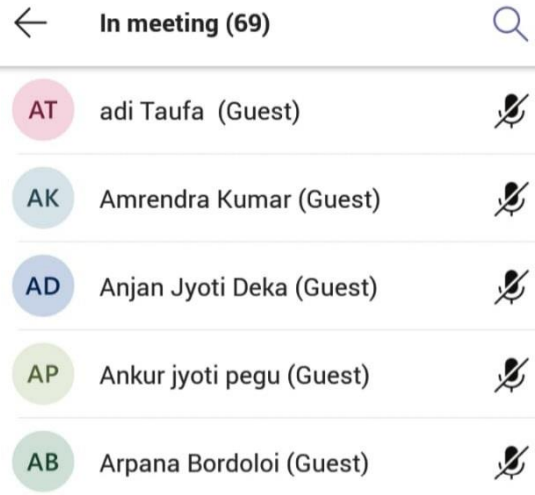 In meeting (69)
AT adi Taufa (Guest)
AK Amrendra Kumar (Guest)
AD Anjan Jyoti Deka (Guest)
AP Ankur jyoti pegu (Guest)
AB Arpana Bordoloi (Guest)